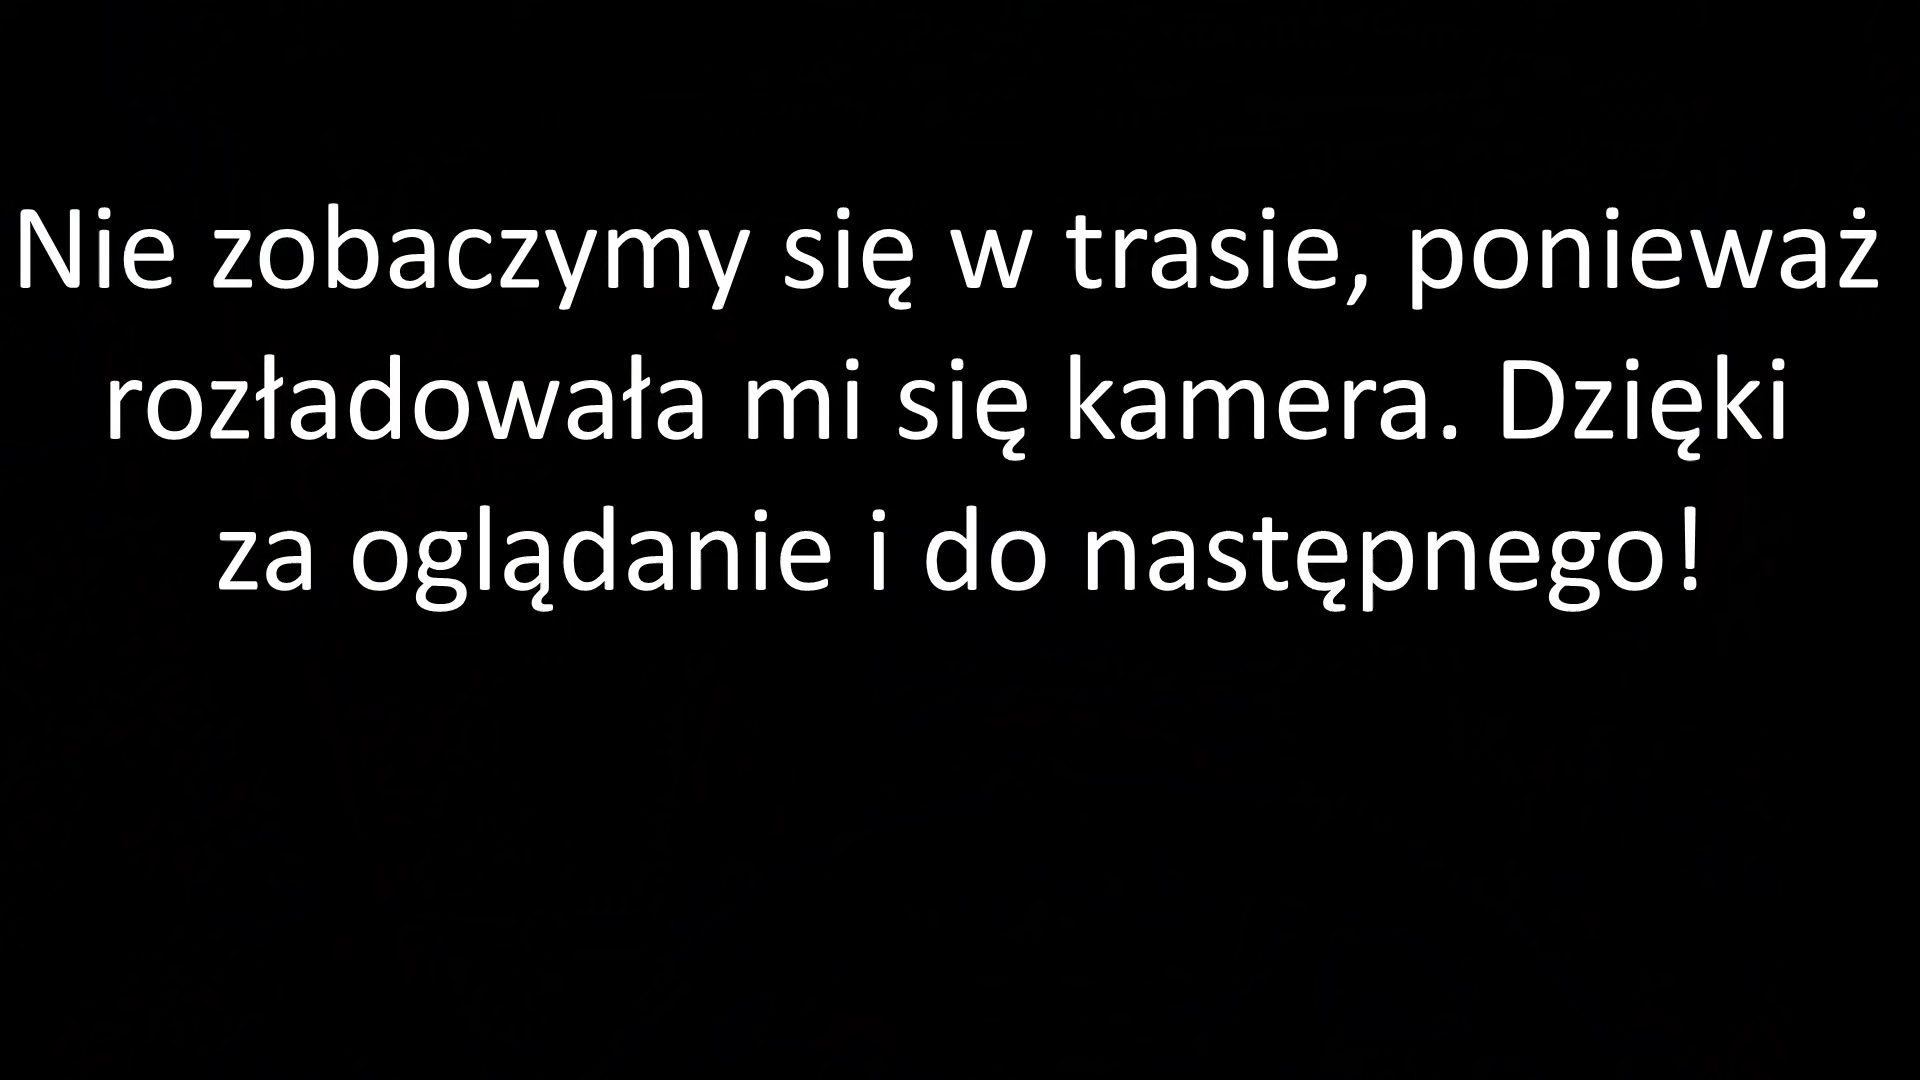 Nie zobaczymy się w trasie, ponieważ
rozładowała mi się kamera. Dzięki
za oglądanie i do następnego!